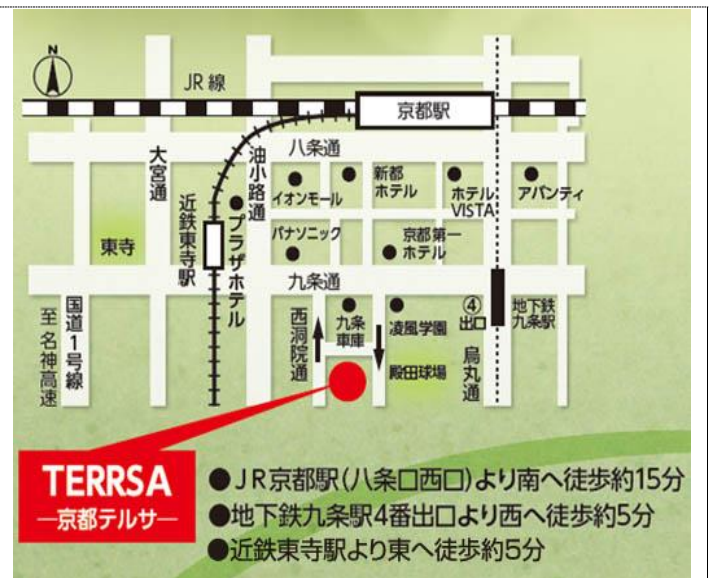 N
JR線
京都駅
八条通
大宮通
油小路通
近鉄東寺駅
プラザホテル
イオンモール
新都
ホテル
ホテル
VISTA
アバンティ
東寺
パナソニック
京都第一
ホテル
九条通
国道1号線
至 名神高速
西洞院通
九条
車庫
凌風学園
殿田球場
④
出口
烏丸通
地下鉄
九条駅
TERRSA
―京都テルサ―
●JR京都駅(八条口西口)より南へ徒歩約15分
●地下鉄九条駅4番出口より西へ徒歩約5分
●近鉄東寺駅より東へ徒歩約5分